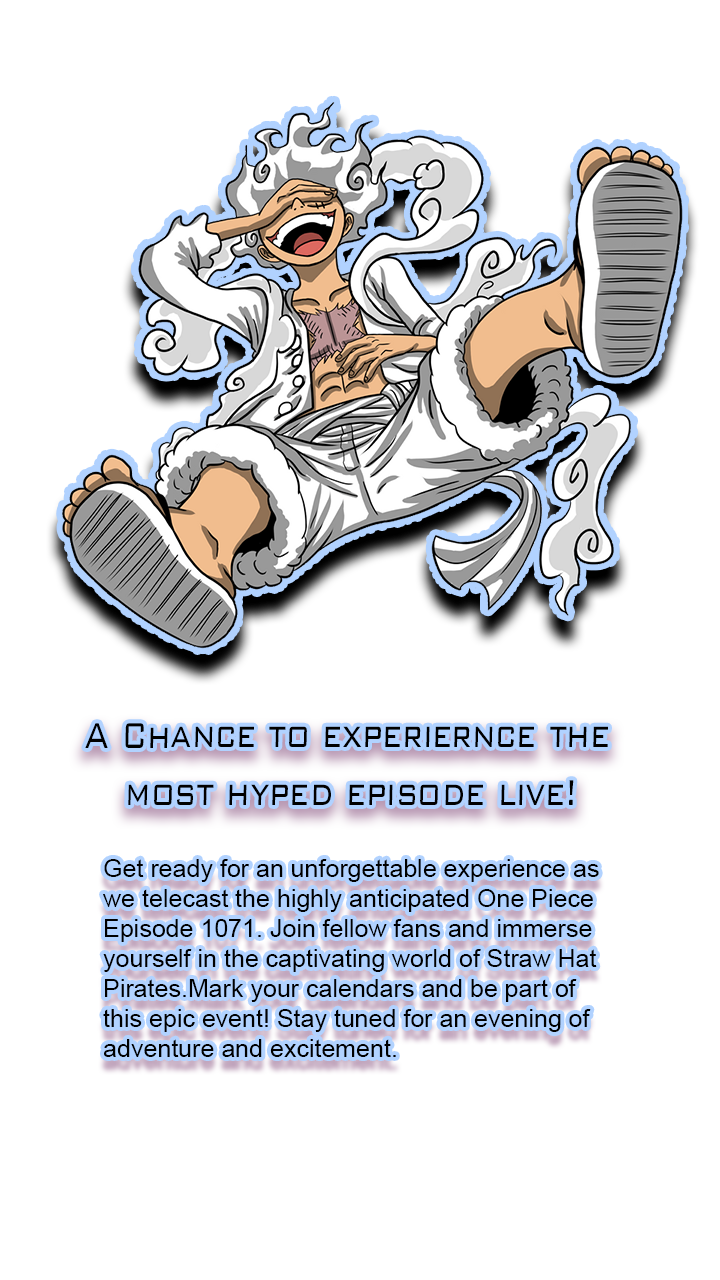 A Chance to experiernce the
most hyped episode live!
Get ready for an unforgettable experience as
we telecast the highly anticipated One Piece
Episode 1071. Join fellow fans and immerse
yourself in the captivating world of Straw Hat
Pirates.Mark your calendars and be part of
this epic event! Stay tuned for an evening of
adventure and excitement.